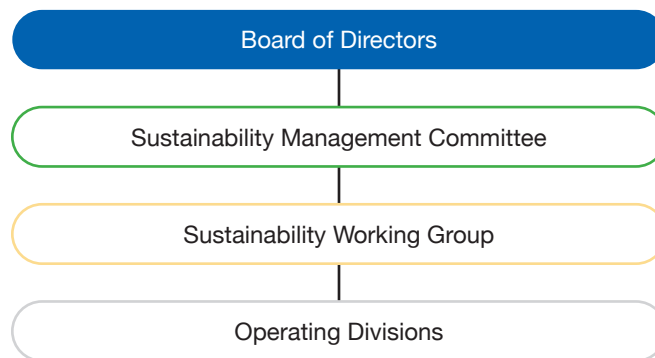 Board of Directors
Sustainability Management Committee
Sustainability Working Group
Operating Divisions